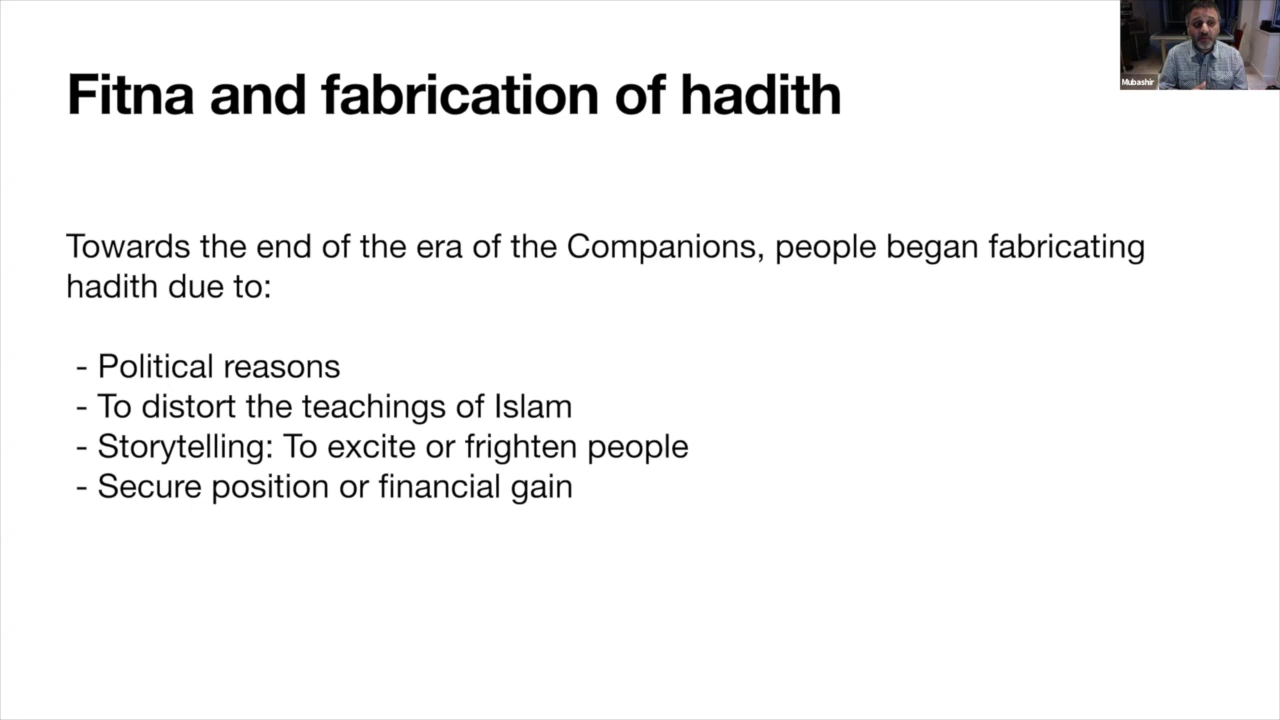 Fitna and fabrication of hadith
Mubashir
Towards the end of the era of the Companions, people began fabricating
hadith due to:
- Political reasons
- To distort the teachings of Islam
- Storytelling: To excite or frighten people
- Secure position or financial gain